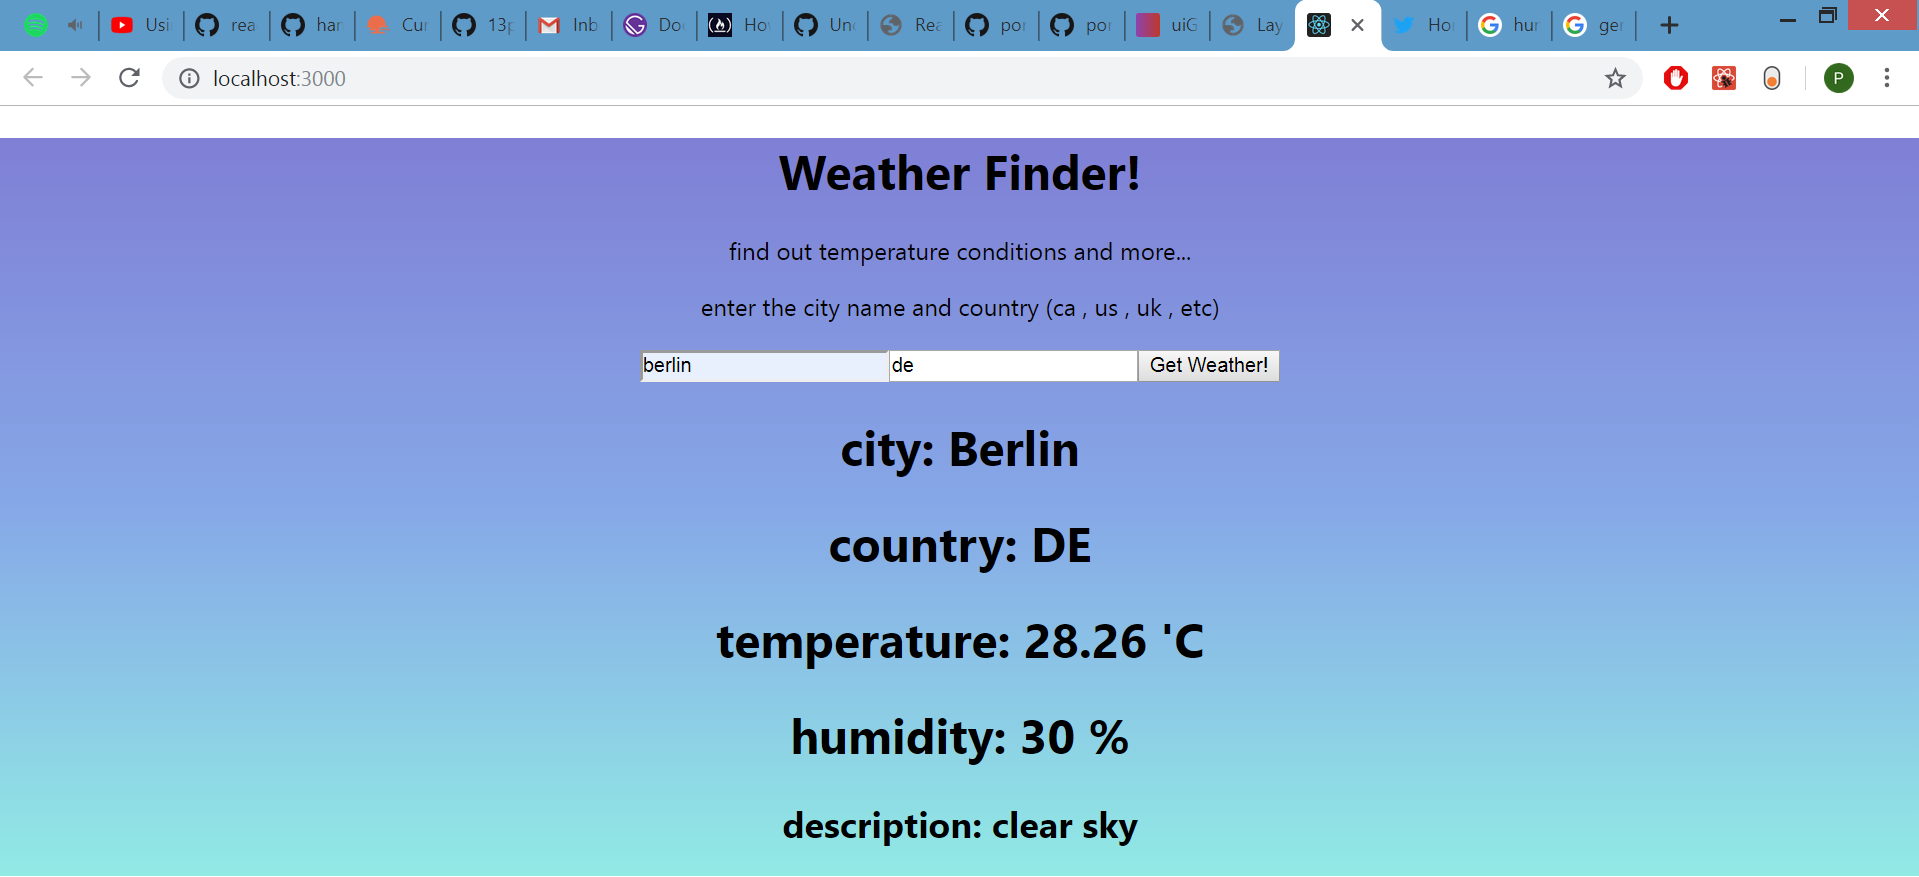 Usi rea har Cur 13p Inb Do Ho Und Rea por por uiG Lay Ho hur ger
localhost:3000
P
Weather Finder!
find out temperature conditions and more...
enter the city name and country (ca , us , uk , etc)
berlin de Get Weather!
city: Berlin
country: DE
temperature: 28.26 'C
humidity: 30 %
description: clear sky